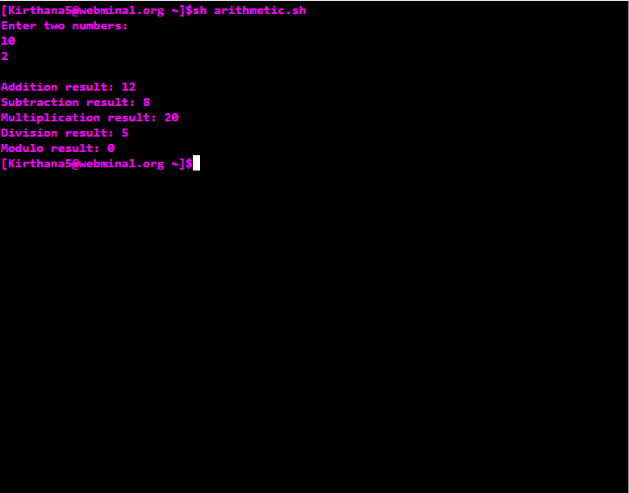 [Kirthana5@webminal.org ~]$sh arithmetic.sh
Enter two numbers:
10
2

Addition result: 12
Subtraction result: 8
Multiplication result: 20
Division result: 5
Modulo result: 0
[Kirthana5@webminal.org ~]$